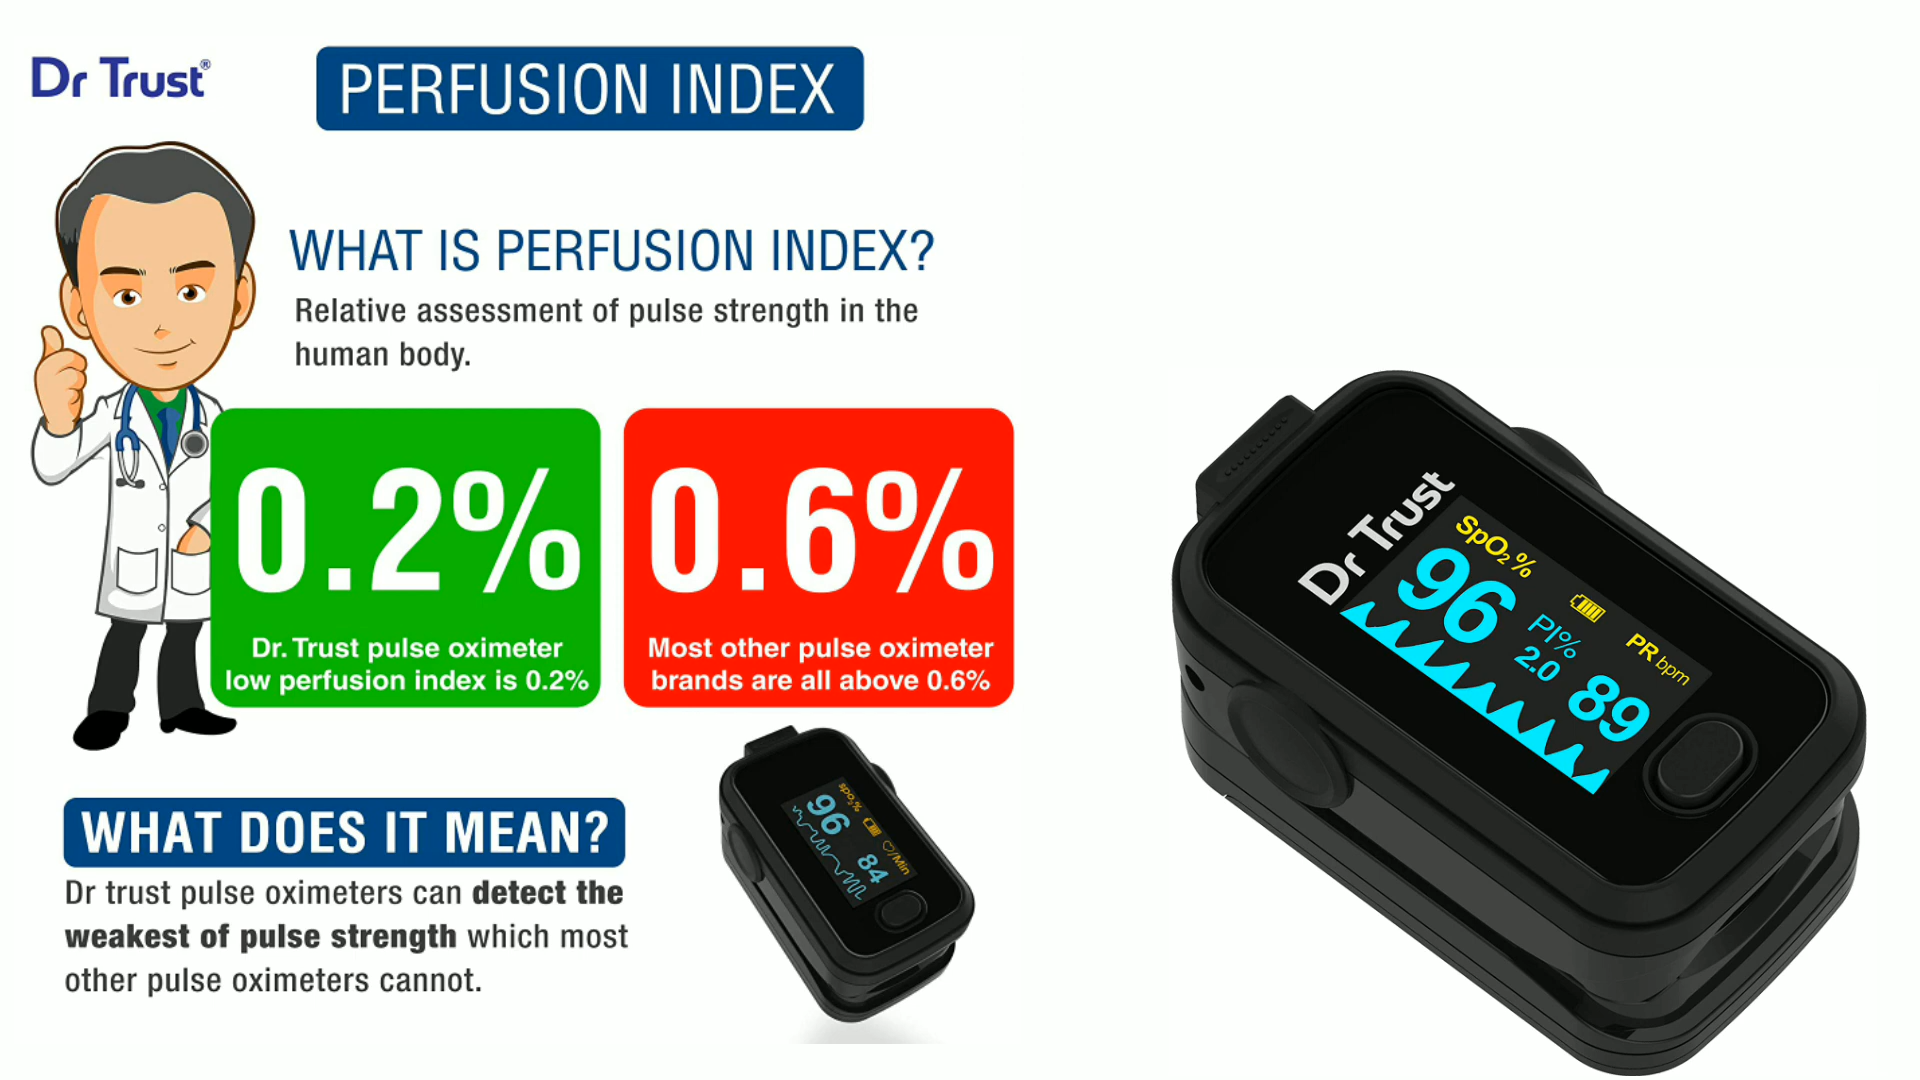 Dr Trust®
PERFUSION INDEX
WHAT IS PERFUSION INDEX?
Relative assessment of pulse strength in the
human body.
0.2%
Dr. Trust pulse oximeter
low perfusion index is 0.2%
0.6%
Most other pulse oximeter
brands are all above 0.6%
WHAT DOES IT MEAN?
Dr trust pulse oximeters can detect the
weakest of pulse strength which most
other pulse oximeters cannot.
spo₂%
96
♡/Min
84
Dr Trust
SpO₂ %
96
PI%
2.0
PR bpm
89